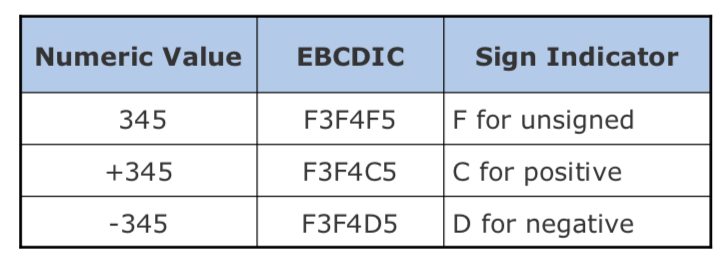 Numeric Value EBCDIC Sign Indicator
345 F3F4F5 F for unsigned
+345 F3F4C5 C for positive
-345 F3F4D5 D for negative